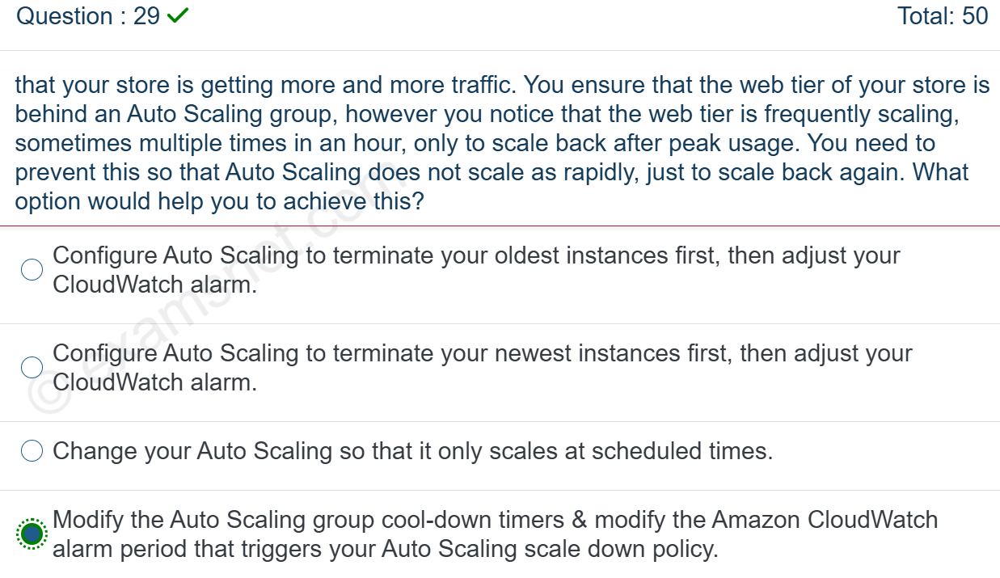 Question : 29
Total: 50
that your store is getting more and more traffic. You ensure that the web tier of your store is
behind an Auto Scaling group, however you notice that the web tier is frequently scaling,
sometimes multiple times in an hour, only to scale back after peak usage. You need to
prevent this so that Auto Scaling does not scale as rapidly, just to scale back again. What
option would help you to achieve this?
Configure Auto Scaling to terminate your oldest instances first, then adjust your
CloudWatch alarm.
Configure Auto Scaling to terminate your newest instances first, then adjust your
CloudWatch alarm.
Change your Auto Scaling so that it only scales at scheduled times.
Modify the Auto Scaling group cool-down timers & modify the Amazon CloudWatch
alarm period that triggers your Auto Scaling scale down policy.
© examsnet.com